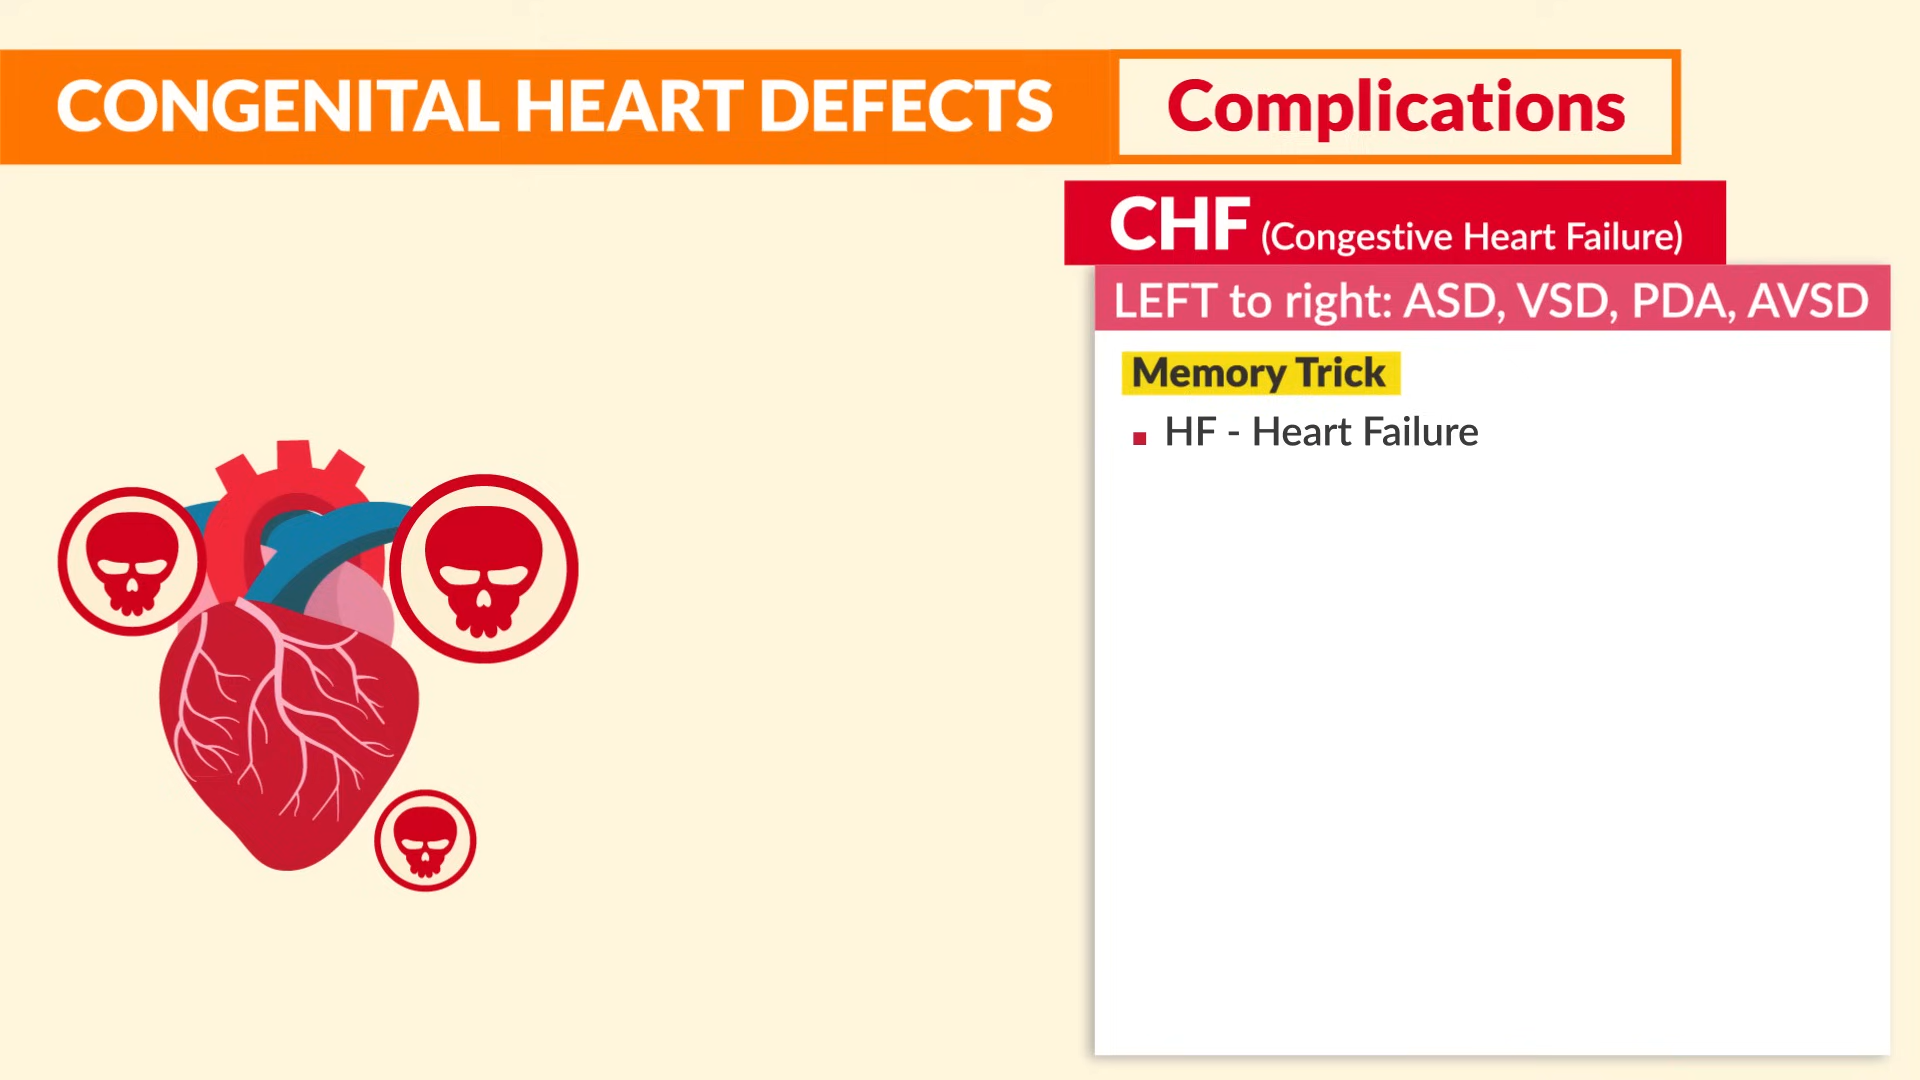 CONGENITAL HEART DEFECTS
Complications
CHF (Congestive Heart Failure)
LEFT to right: ASD, VSD, PDA, AVSD
Memory Trick
HF - Heart Failure